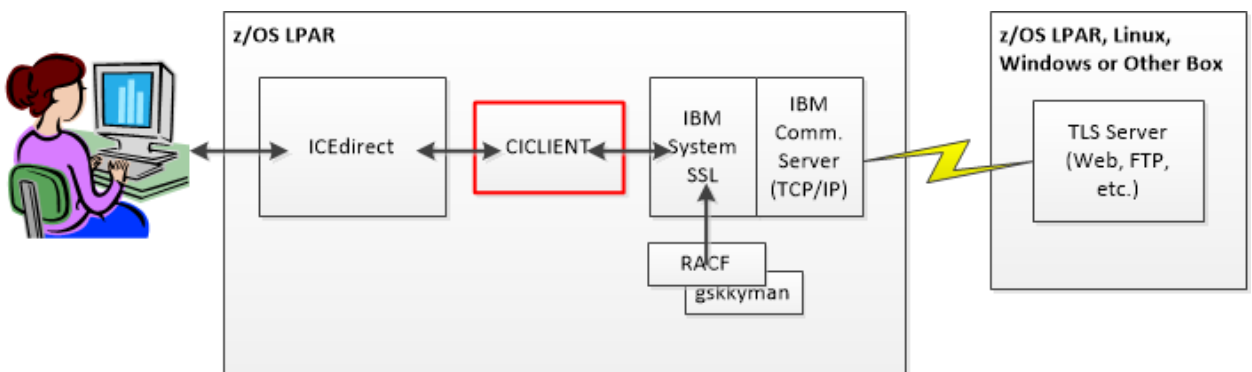 z/OS LPAR
ICEdirect
CICLIENT
IBM
System
SSL
IBM
Comm.
Server
(TCP/IP)
RACF
gskkyman
z/OS LPAR, Linux,
Windows or Other Box
TLS Server
(Web, FTP,
etc.)